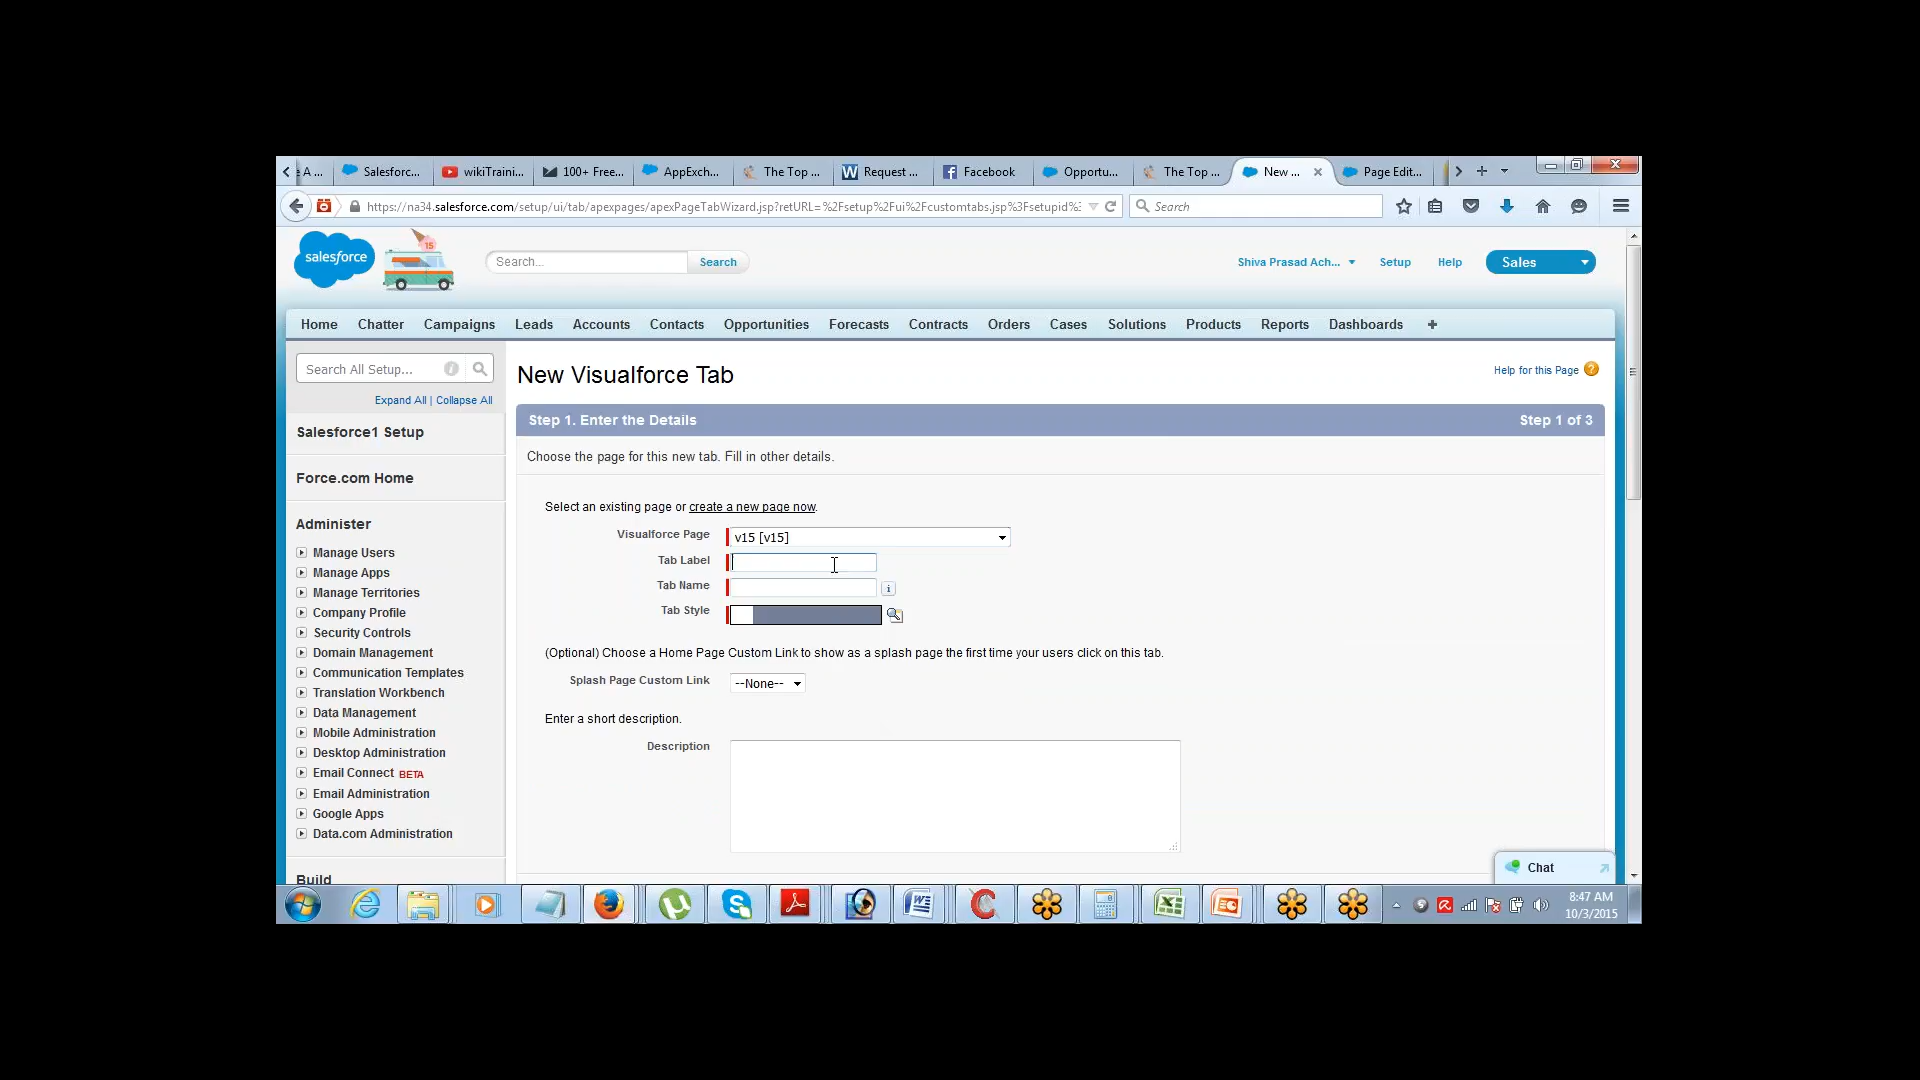 e A ...
Salesforc...
wikiTraini...
100+ Free...
AppExch...
The Top ...
Request ...
Facebook
Opportu...
The Top ...
New ...
Page Edit...
https://na34.salesforce.com/setup/ui/tab/apexpages/apexPageTabWizard.jsp?retURL=%2Fsetup%2Fui%2Fcustomtabs.jsp%3Fsetupid%:
Search
salesforce
15
Search...
Search
Shiva Prasad Ach...
Setup
Help
Sales
Home
Chatter
Campaigns
Leads
Accounts
Contacts
Opportunities
Forecasts
Contracts
Orders
Cases
Solutions
Products
Reports
Dashboards
+
Search All Setup...
Expand All | Collapse All
Salesforce1 Setup
Force.com Home
Administer
Manage Users
Manage Apps
Manage Territories
Company Profile
Security Controls
Domain Management
Communication Templates
Translation Workbench
Data Management
Mobile Administration
Desktop Administration
Email Connect BETA
Email Administration
Google Apps
Data.com Administration
Build
New Visualforce Tab
Help for this Page
Step 1. Enter the Details
Step 1 of 3
Choose the page for this new tab. Fill in other details.
Select an existing page or create a new page now.
Visualforce Page
v15 [v15]
Tab Label
Tab Name
Tab Style
(Optional) Choose a Home Page Custom Link to show as a splash page the first time your users click on this tab.
Splash Page Custom Link
--None--
Enter a short description.
Description
Chat
8:47 AM
10/3/2015